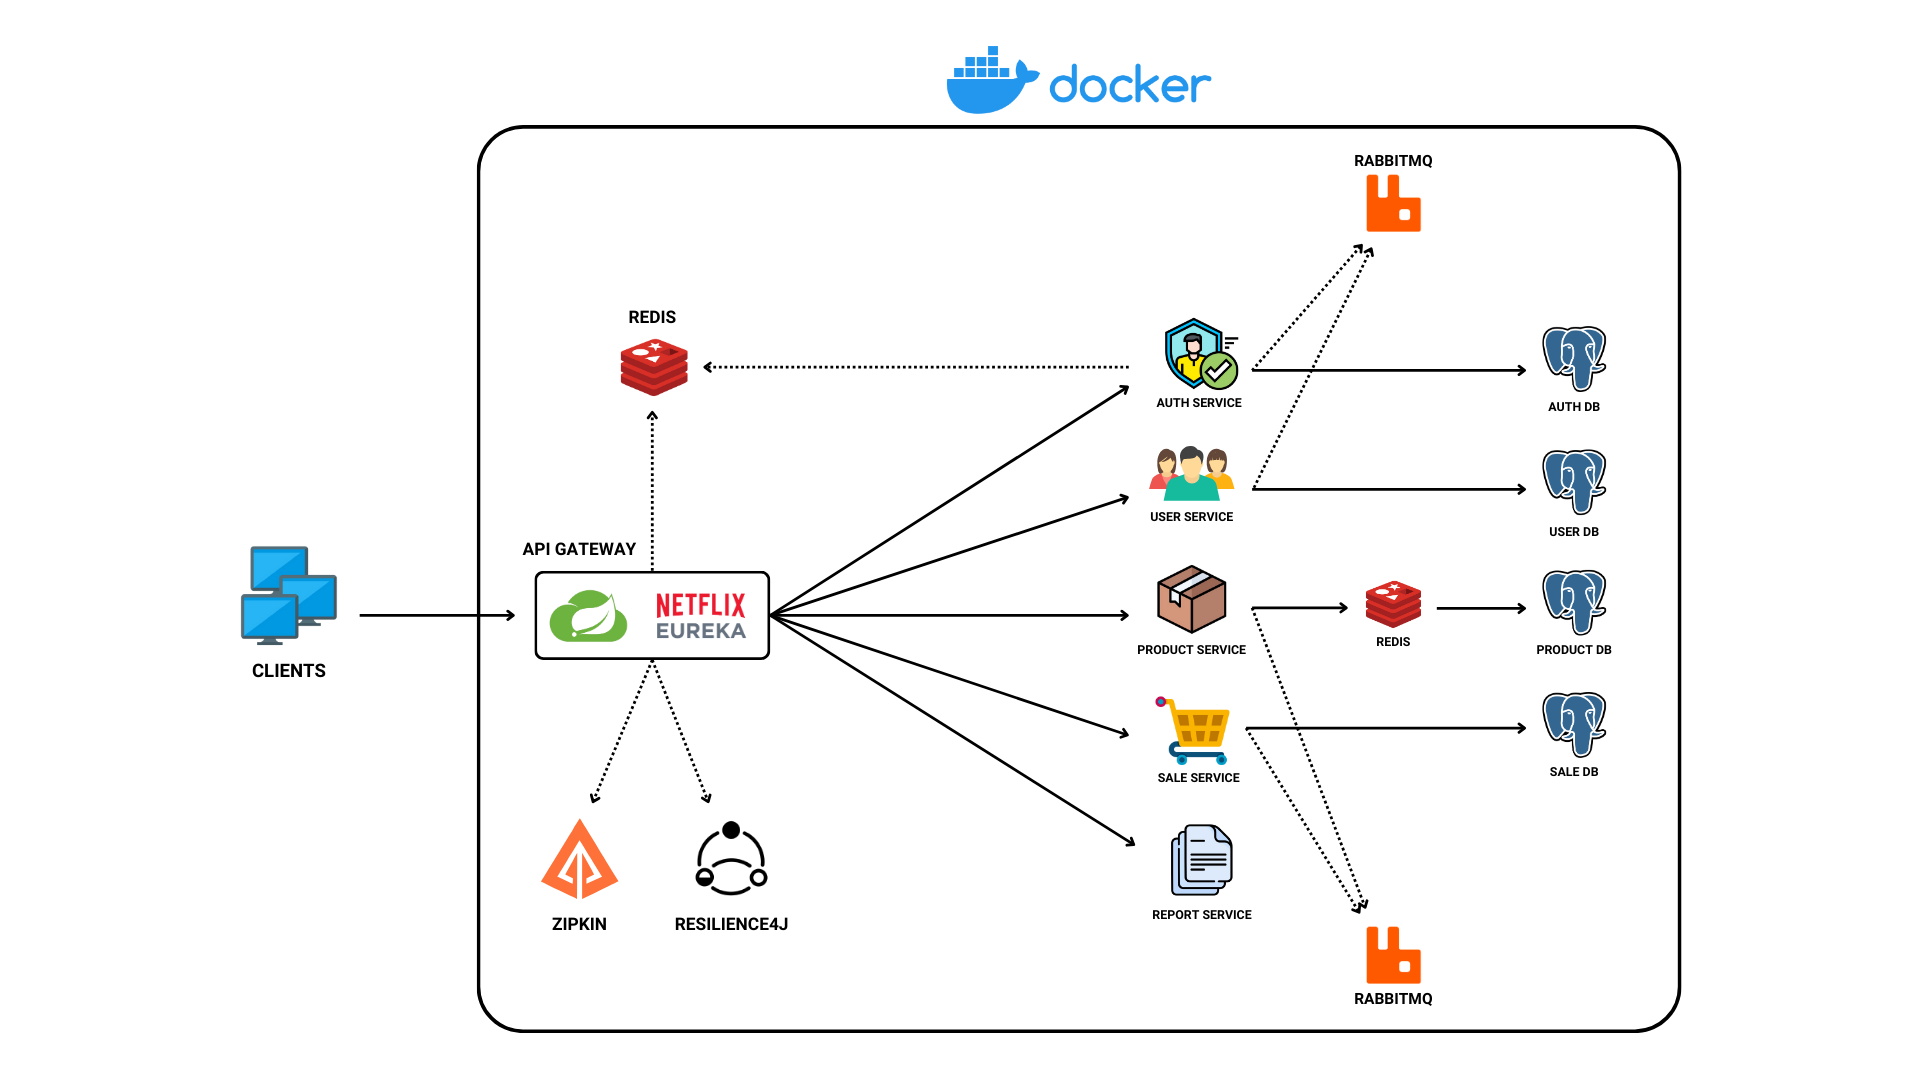 docker
RABBITMQ
REDIS
AUTH SERVICE
AUTH DB
USER SERVICE
USER DB
API GATEWAY
NETFLIX
EUREKA
CLIENTS
PRODUCT SERVICE
REDIS
PRODUCT DB
SALE SERVICE
SALE DB
ZIPKIN
RESILIENCE4J
REPORT SERVICE
RABBITMQ